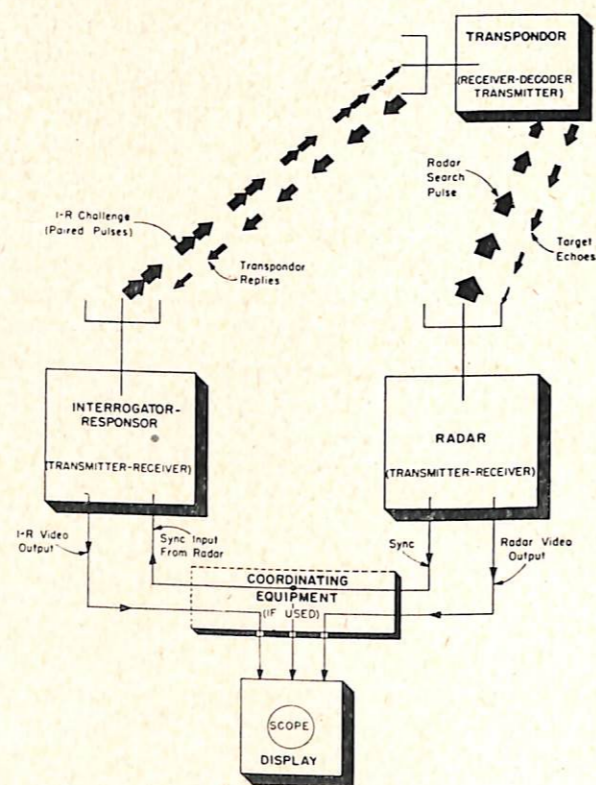 TRANSPONDOR
(RECEIVER-DECODER
TRANSMITTER)
Radar
Search
Pulse
I-R Challenge
(Paired Pulses)
Target
Echoes
Transpondor
Replies
INTERROGATOR-
RESPONSOR
(TRANSMITTER-RECEIVER)
RADAR
(TRANSMITTER-RECEIVER)
I-R Video
Output
Sync Input
From Radar
Sync
Radar Video
Output
COORDINATING
EQUIPMENT
(IF USED)
SCOPE
DISPLAY